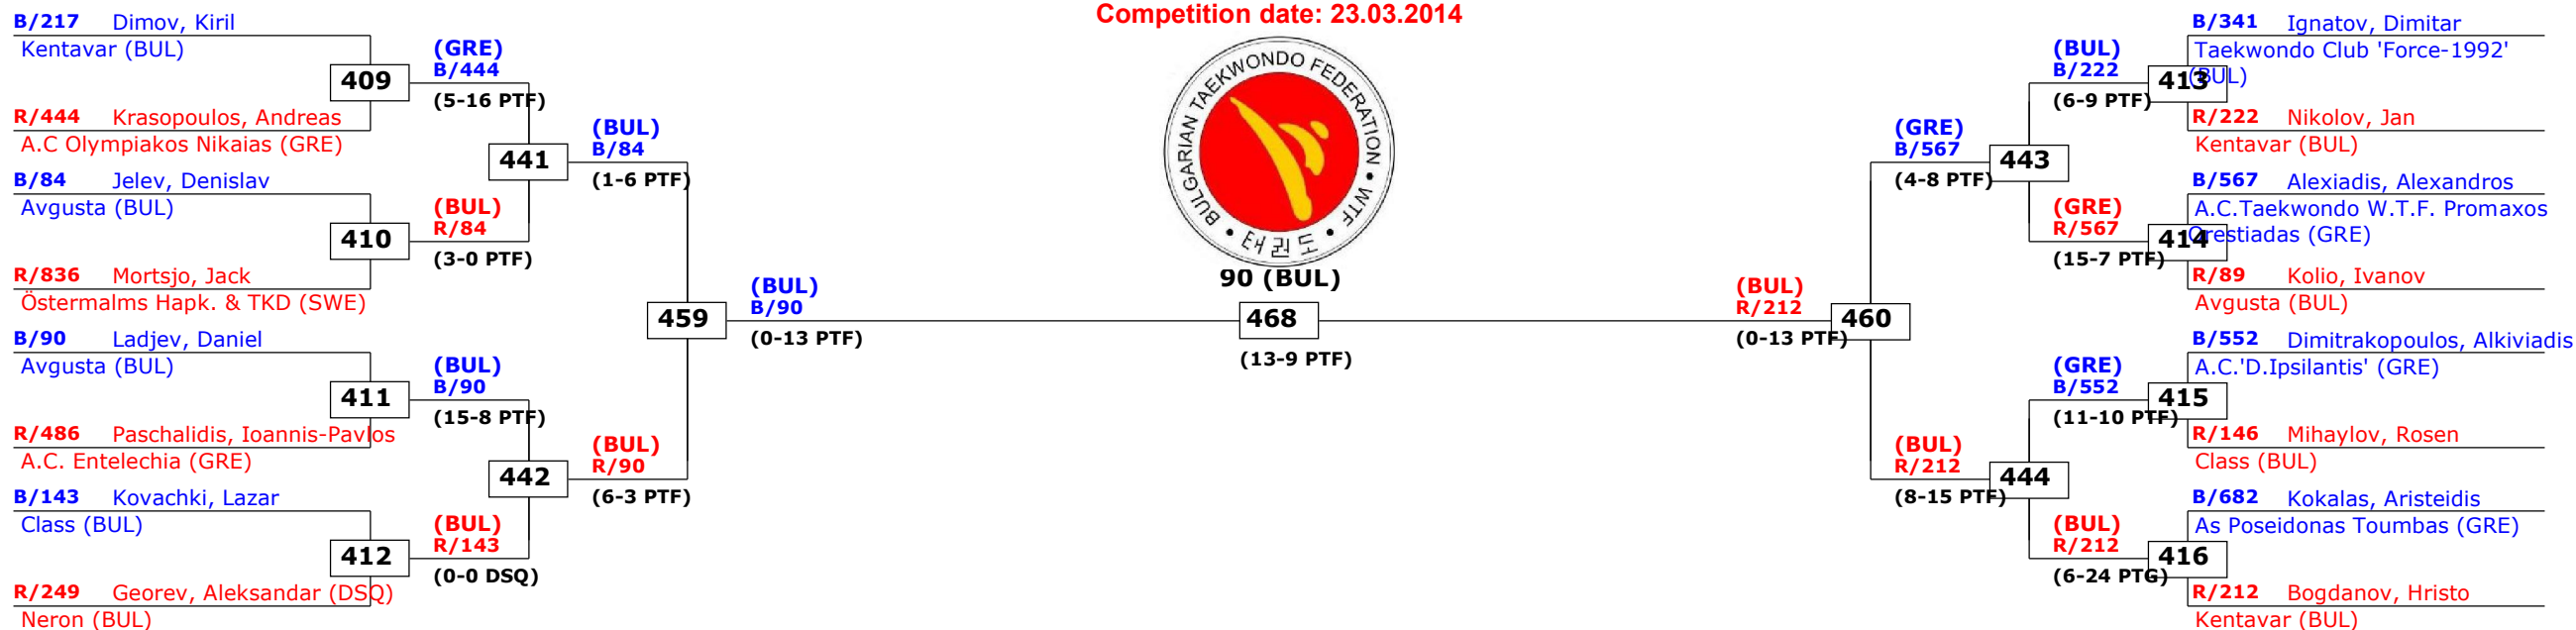 Competition date: 23.03.2014
BULGARIAN TAEKWONDO FEDERATION • WTF •
태권도
B/217 Dimov, Kiril
Kentavar (BUL)
409
R/444 Krasopoulos, Andreas
A.C Olympiakos Nikaias (GRE)
B/84 Jelev, Denislav
Avgusta (BUL)
410
R/836 Mortsjo, Jack
Östermalms Hapk. & TKD (SWE)
B/90 Ladjev, Daniel
Avgusta (BUL)
411
R/486 Paschalidis, Ioannis-Pavlos
A.C. Entelechia (GRE)
B/143 Kovachki, Lazar
Class (BUL)
412
R/249 Georev, Aleksandar (DSQ)
Neron (BUL)
(GRE)
B/444
(5-16 PTF)
441
(BUL)
R/84
(3-0 PTF)
(BUL)
B/90
(15-8 PTF)
442
(BUL)
R/143
(0-0 DSQ)
(BUL)
B/84
(1-6 PTF)
459
(BUL)
R/90
(6-3 PTF)
(BUL)
B/90
(0-13 PTF)
90 (BUL)
468
(13-9 PTF)
(BUL)
R/212
(0-13 PTF)
460
(GRE)
B/567
(4-8 PTF)
443
(BUL)
R/212
(8-15 PTF)
444
(BUL)
B/222
(6-9 PTF)
(GRE)
R/567
(15-7 PTF)
(GRE)
B/552
(11-10 PTF)
(BUL)
R/212
(6-24 PTG)
B/341 Ignatov, Dimitar
Taekwondo Club 'Force-1992'
(BUL)
413
R/222 Nikolov, Jan
Kentavar (BUL)
B/567 Alexiadis, Alexandros
A.C.Taekwondo W.T.F. Promaxos
Orestiadas (GRE)
414
R/89 Kolio, Ivanov
Avgusta (BUL)
B/552 Dimitrakopoulos, Alkiviadis
A.C.'D.Ipsilantis' (GRE)
415
R/146 Mihaylov, Rosen
Class (BUL)
B/682 Kokalas, Aristeidis
As Poseidonas Toumbas (GRE)
416
R/212 Bogdanov, Hristo
Kentavar (BUL)